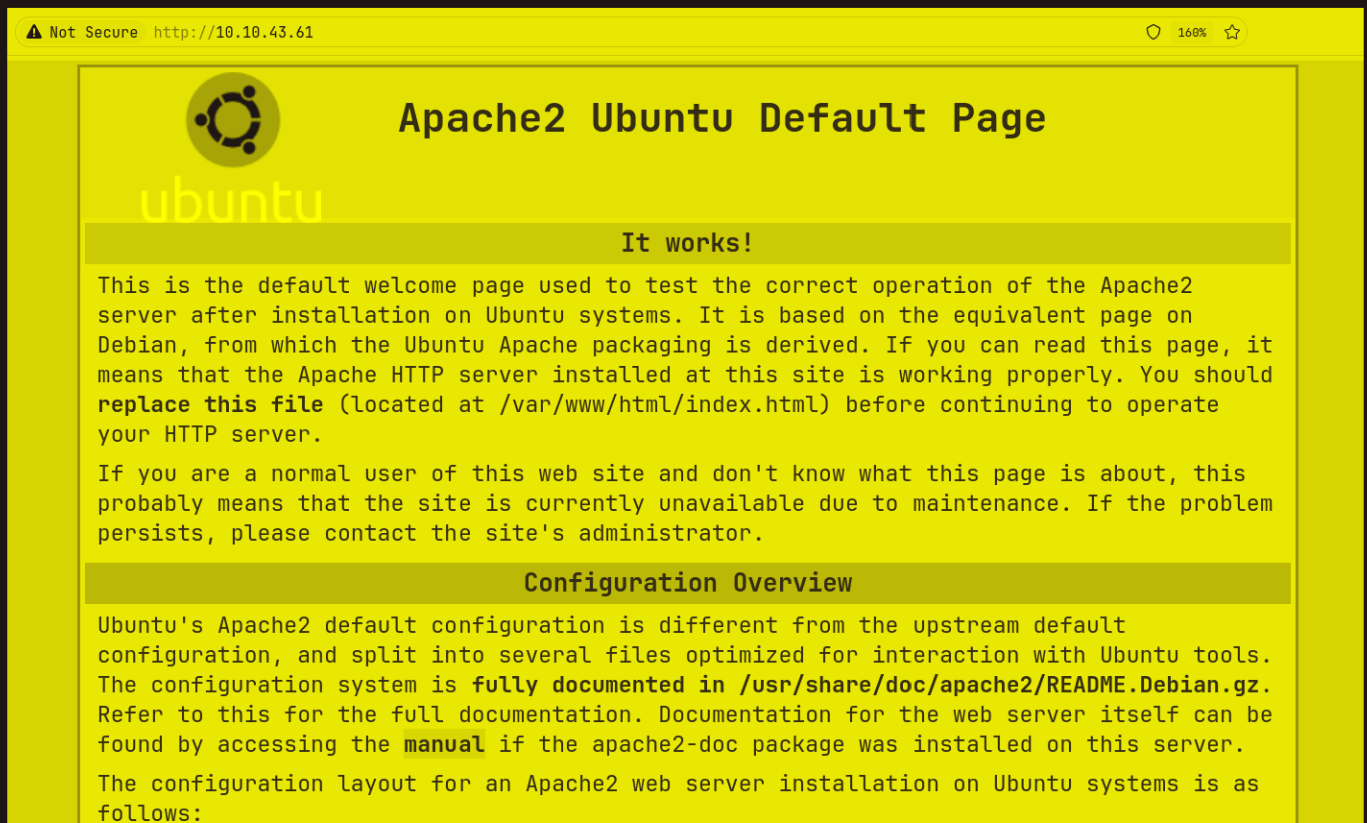 Not Secure http://10.10.43.61 160%
Apache2 Ubuntu Default Page
ubuntu
It works!
This is the default welcome page used to test the correct operation of the Apache2
server after installation on Ubuntu systems. It is based on the equivalent page on
Debian, from which the Ubuntu Apache packaging is derived. If you can read this page, it
means that the Apache HTTP server installed at this site is working properly. You should
replace this file (located at /var/www/html/index.html) before continuing to operate
your HTTP server.
If you are a normal user of this web site and don't know what this page is about, this
probably means that the site is currently unavailable due to maintenance. If the problem
persists, please contact the site's administrator.
Configuration Overview
Ubuntu's Apache2 default configuration is different from the upstream default
configuration, and split into several files optimized for interaction with Ubuntu tools.
The configuration system is fully documented in /usr/share/doc/apache2/README.Debian.gz.
Refer to this for the full documentation. Documentation for the web server itself can be
found by accessing the manual if the apache2-doc package was installed on this server.
The configuration layout for an Apache2 web server installation on Ubuntu systems is as
follows: